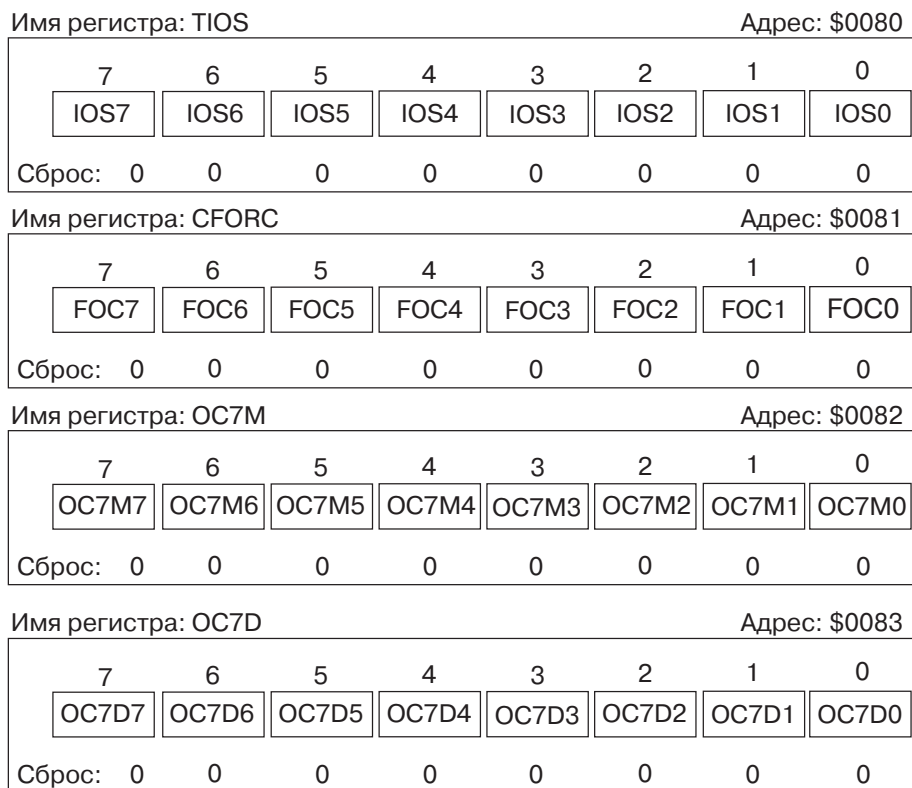 Имя регистра: TIOS Адрес: $0080
7 6 5 4 3 2 1 0
IOS7 IOS6 IOS5 IOS4 IOS3 IOS2 IOS1 IOS0
Сброс: 0 0 0 0 0 0 0 0
Имя регистра: CFORC Адрес: $0081
7 6 5 4 3 2 1 0
FOC7 FOC6 FOC5 FOC4 FOC3 FOC2 FOC1 FOC0
Сброс: 0 0 0 0 0 0 0 0
Имя регистра: OC7M Адрес: $0082
7 6 5 4 3 2 1 0
OC7M7 OC7M6 OC7M5 OC7M4 OC7M3 OC7M2 OC7M1 OC7M0
Сброс: 0 0 0 0 0 0 0 0
Имя регистра: OC7D Адрес: $0083
7 6 5 4 3 2 1 0
OC7D7 OC7D6 OC7D5 OC7D4 OC7D3 OC7D2 OC7D1 OC7D0
Сброс: 0 0 0 0 0 0 0 0